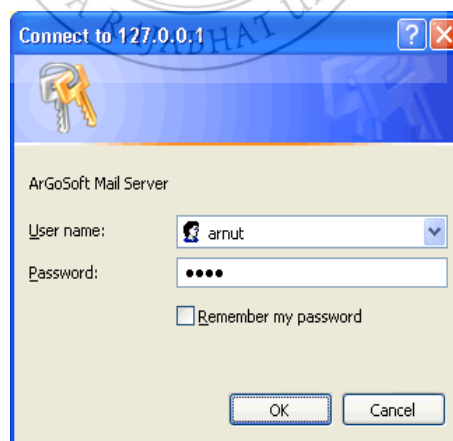 Connect to 127.0.0.1
ArGoSoft Mail Server
User name:
arnut
Password:
••••
Remember my password
OK
Cancel